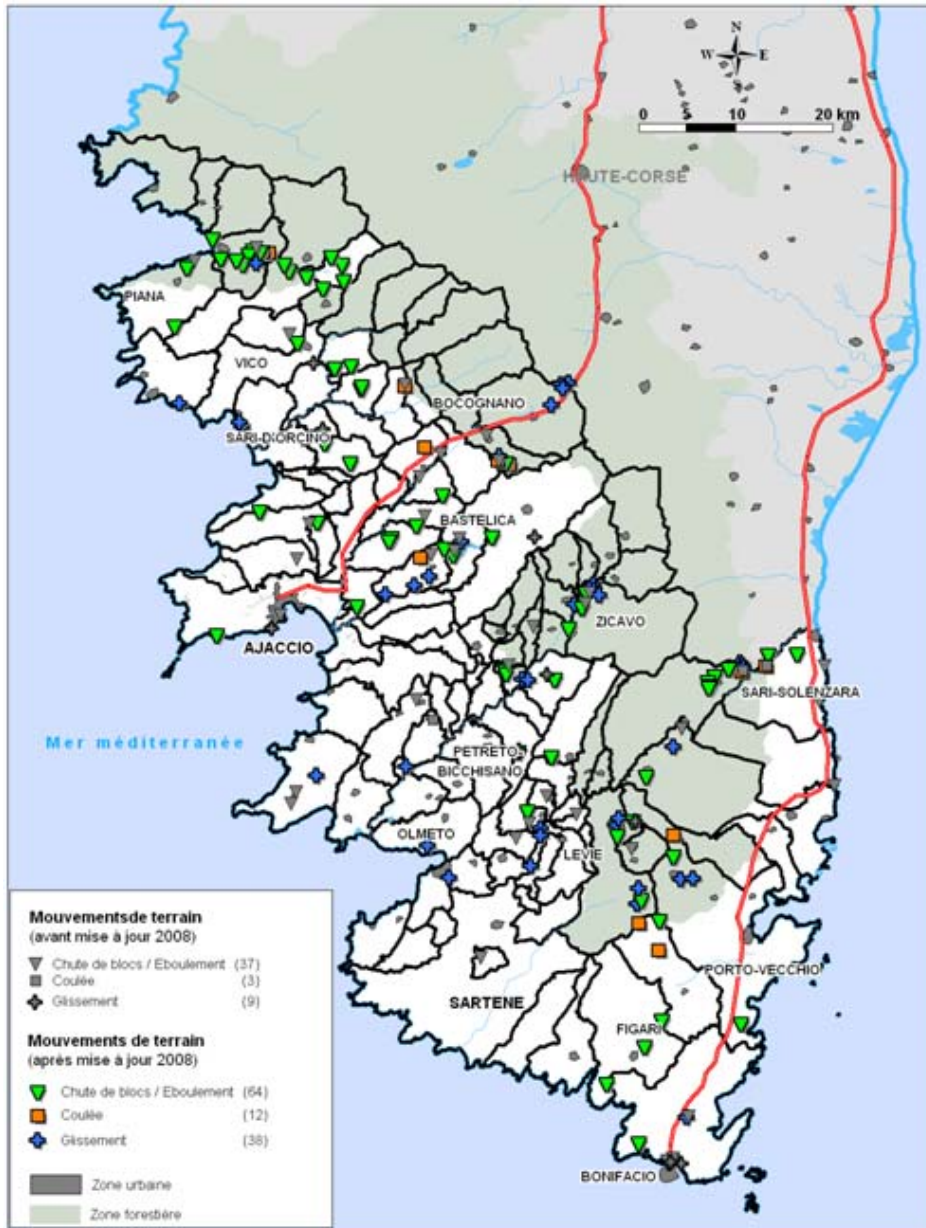 N
W E
S
0 5 10 20 km
HAUTE-CORSE
PIANA
VICO
BOCOGNANO
SARI-D'ORCINO
BASTELICA
ZICAVO
AJACCIO
SARI-SOLENZARA
Mer méditerranée
PETRETO-
BICCHISANO
OLMETO
LEVIE
PORTO-VECCHIO
SARTENE
FIGARI
BONIFACIO
Mouvementsde terrain
(avant mise à jour 2008)
Chute de blocs / Eboulement (37)
Coulée (3)
Glissement (9)
Mouvements de terrain
(après mise à jour 2008)
Chute de blocs / Eboulement (64)
Coulée (12)
Glissement (38)
Zone urbaine
Zone forestière